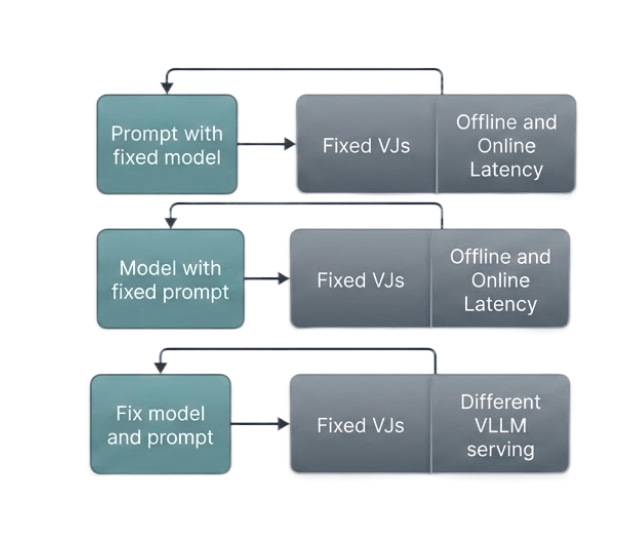 Prompt with
fixed model
Fixed VJs
Offline and
Online
Latency
Model with
fixed prompt
Fixed VJs
Offline and
Online
Latency
Fix model
and prompt
Fixed VJs
Different
VLLM
serving